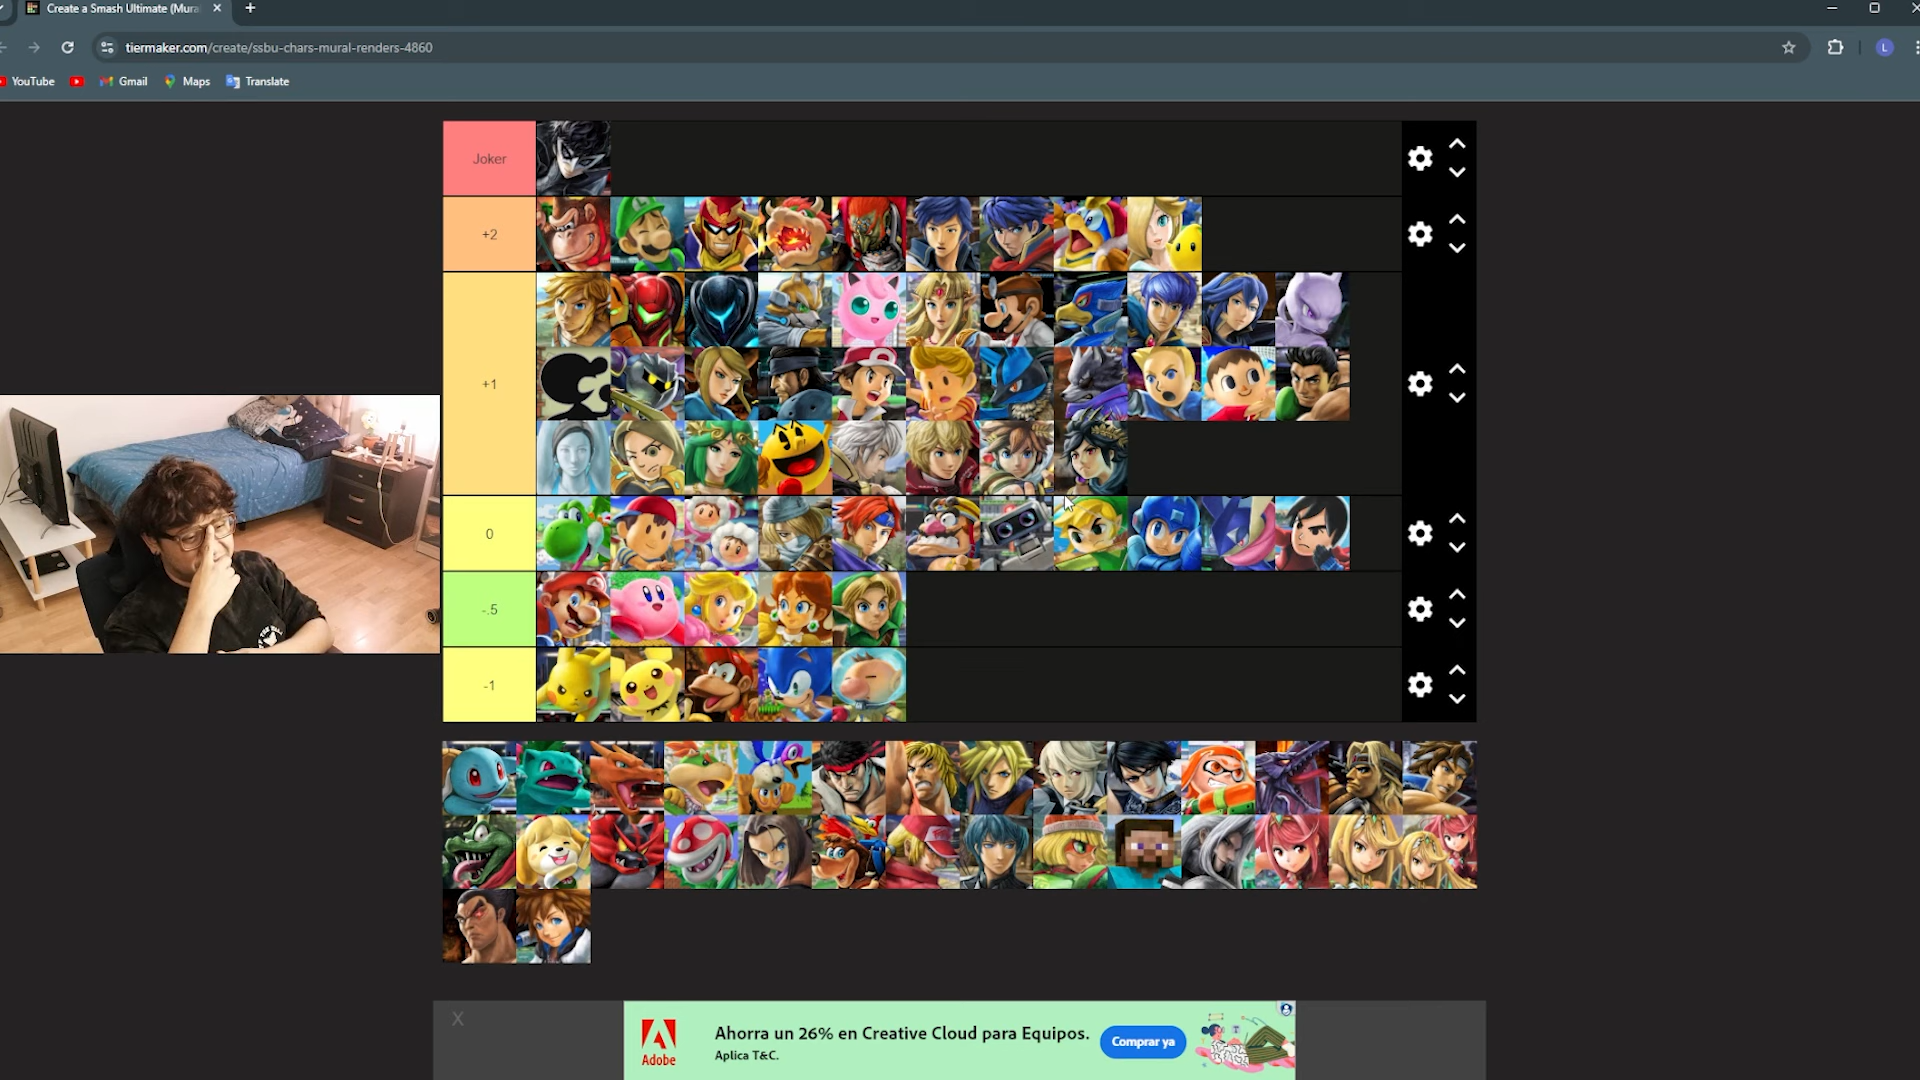 Create a Smash Ultimate (Mura
tiermaker.com/create/ssbu-chars-mural-renders-4860
L
YouTube
Gmail
Maps
Translate
Joker
+2
+1
0
-.5
-1
X
Adobe
Ahorra un 26% en Creative Cloud para Equipos.
Aplica T&C.
Comprar ya